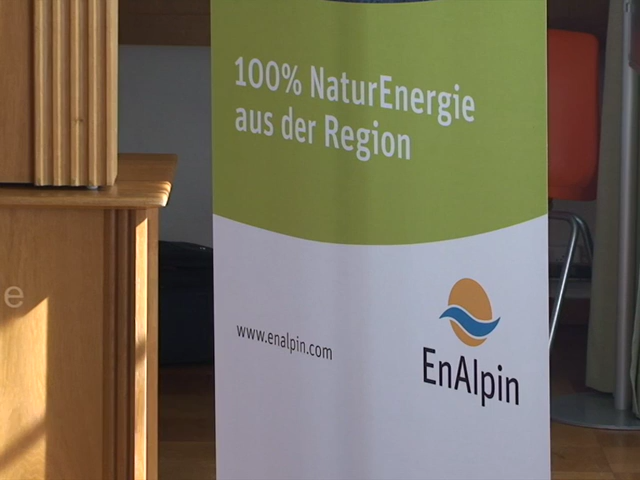 100% NaturEnergie
aus der Region
e
www.enalpin.com
EnAlpin